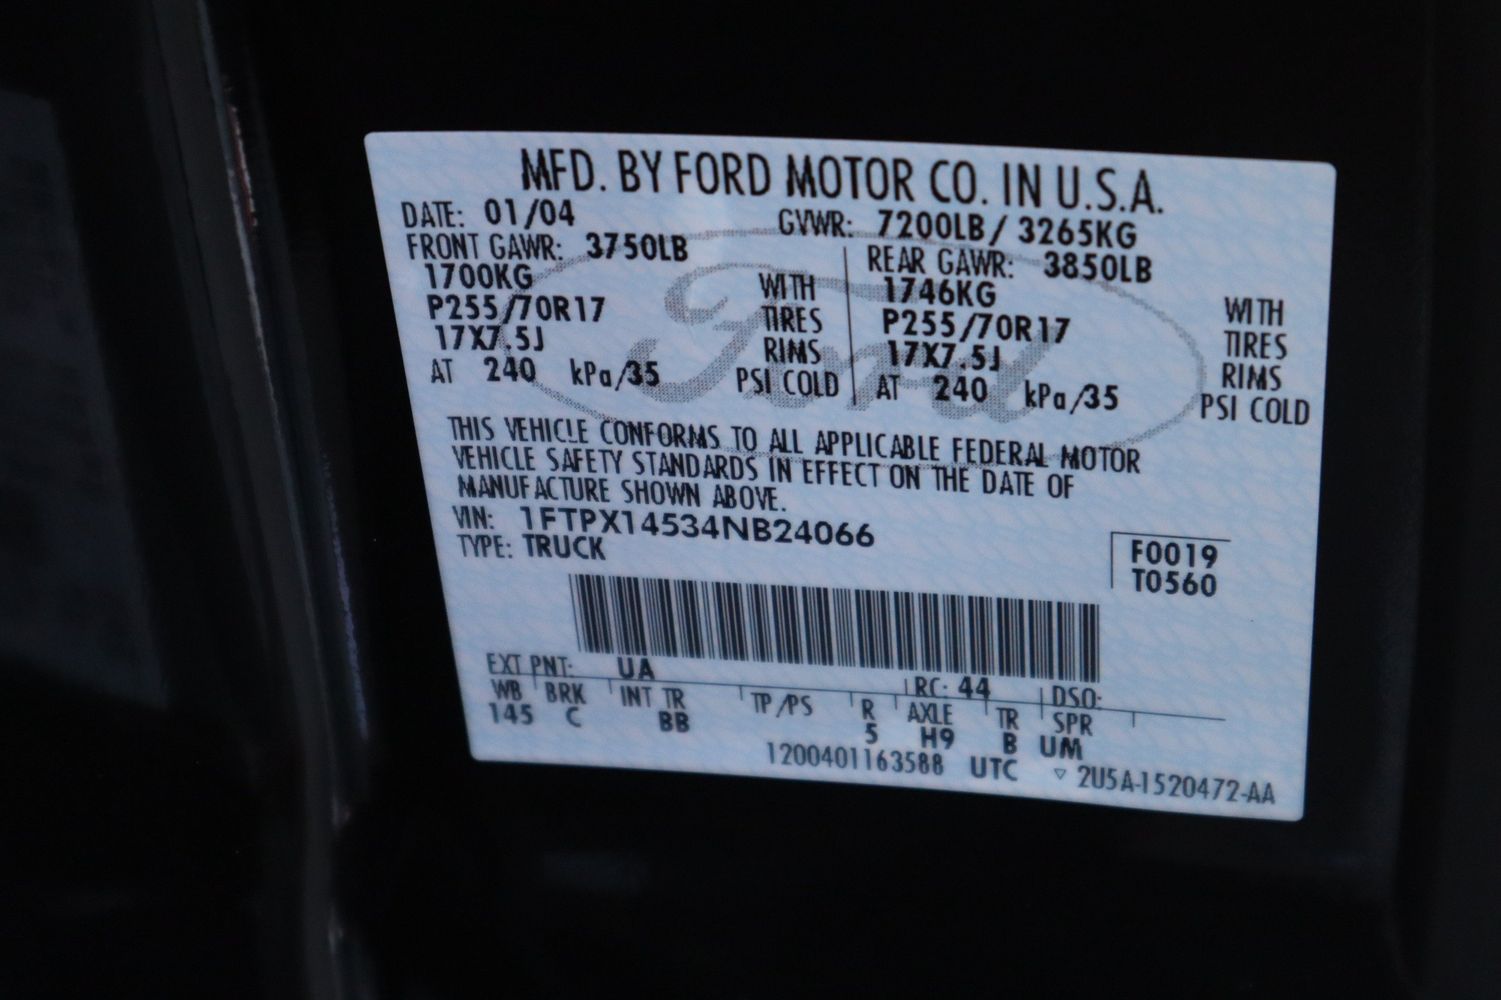 MFD. BY FORD MOTOR CO. IN U.S.A.
DATE: 01/04 GVWR: 7200LB/ 3265KG
FRONT GAWR: 3750LB REAR GAWR: 3850LB
1700KG WITH 1746KG WITH
P255/70R17 TIRES P255/70R17 TIRES
17X7.5J RIMS 17X7.5J RIMS
AT 240 kPa/35 PSI COLD AT 240 kPa/35 PSI COLD
Ford
THIS VEHICLE CONFORMS TO ALL APPLICABLE FEDERAL MOTOR
VEHICLE SAFETY STANDARDS IN EFFECT ON THE DATE OF
MANUFACTURE SHOWN ABOVE.
VIN: 1FTPX14534NB24066
TYPE: TRUCK
F0019
T0560
EXT PNT: UA RC: 44 DSO:
WB BRK INT TR TP/PS R AXLE TR SPR
145 C BB 5 H9 B UM
1200401163588 UTC ▽ 2U5A-1520472-AA